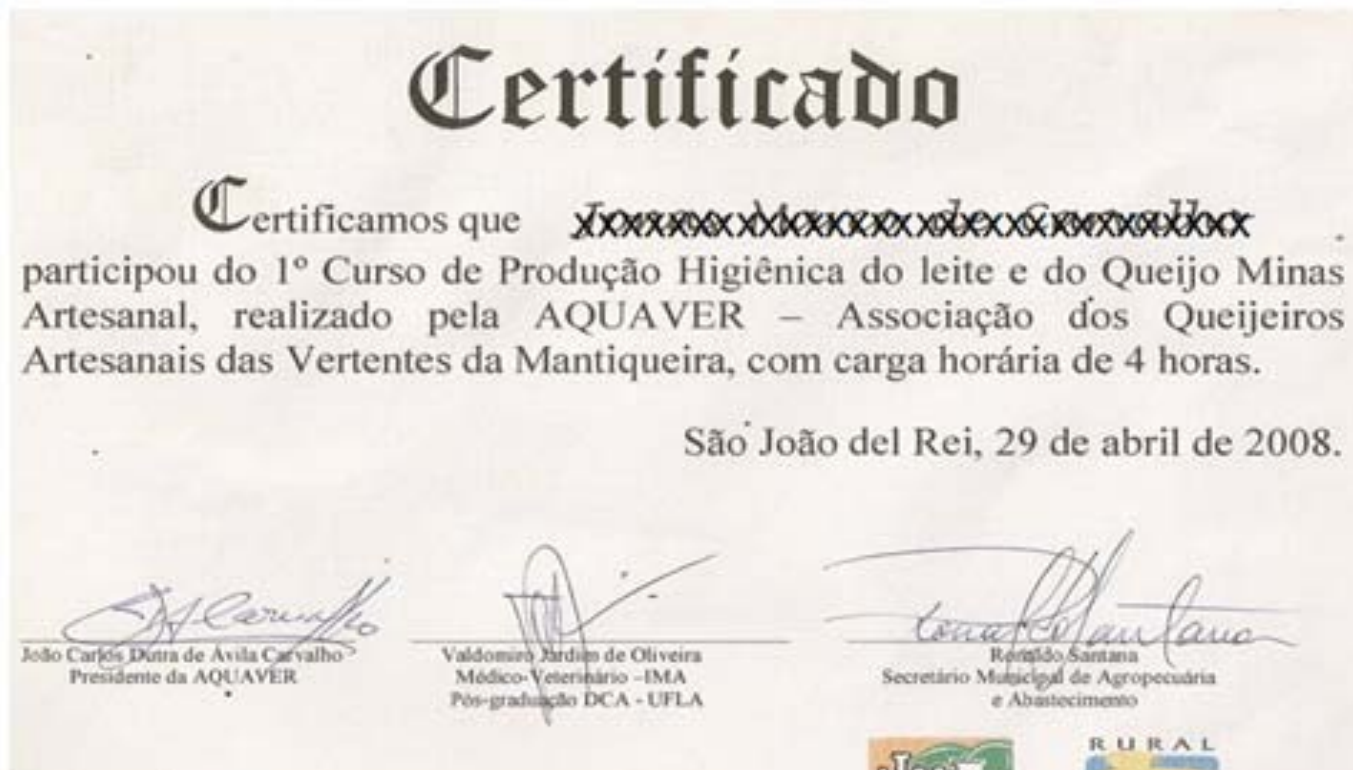 Certificado
Certificamos que
participou do 1º Curso de Produção Higiênica do leite e do Queijo Minas
Artesanal, realizado pela AQUAVER – Associação dos Queijeiros
Artesanais das Vertentes da Mantiqueira, com carga horária de 4 horas.
São João del Rei, 29 de abril de 2008.
João Carlos Dutra de Ávila Carvalho
Presidente da AQUAVER
Valdomiro Jardim de Oliveira
Médico-Veterinário –IMA
Pós-graduação DCA - UFLA
Ronaldo Santana
Secretário Municipal de Agropecuária
e Abastecimento
RURAL